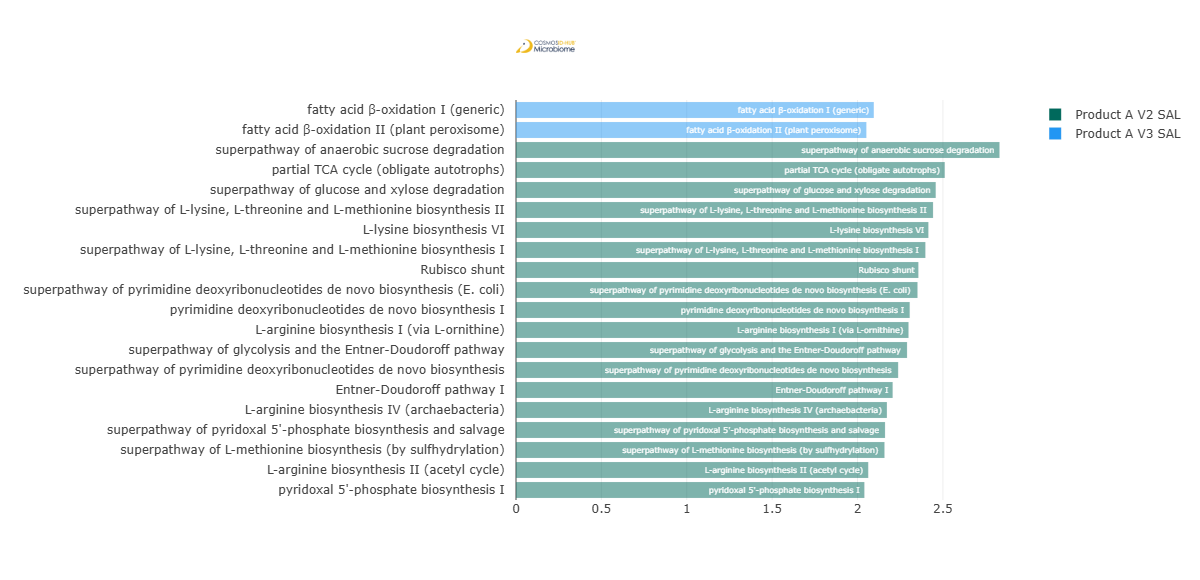 COSMOSID-HUB
Microbiome
fatty acid β-oxidation I (generic) fatty acid β-oxidation I (generic)
fatty acid β-oxidation II (plant peroxisome) fatty acid β-oxidation II (plant peroxisome)
superpathway of anaerobic sucrose degradation superpathway of anaerobic sucrose degradation
partial TCA cycle (obligate autotrophs) partial TCA cycle (obligate autotrophs)
superpathway of glucose and xylose degradation superpathway of glucose and xylose degradation
superpathway of L-lysine, L-threonine and L-methionine biosynthesis II superpathway of L-lysine, L-threonine and L-methionine biosynthesis II
L-lysine biosynthesis VI L-lysine biosynthesis VI
superpathway of L-lysine, L-threonine and L-methionine biosynthesis I superpathway of L-lysine, L-threonine and L-methionine biosynthesis I
Rubisco shunt Rubisco shunt
superpathway of pyrimidine deoxyribonucleotides de novo biosynthesis (E. coli) superpathway of pyrimidine deoxyribonucleotides de novo biosynthesis (E. coli)
pyrimidine deoxyribonucleotides de novo biosynthesis I pyrimidine deoxyribonucleotides de novo biosynthesis I
L-arginine biosynthesis I (via L-ornithine) L-arginine biosynthesis I (via L-ornithine)
superpathway of glycolysis and the Entner-Doudoroff pathway superpathway of glycolysis and the Entner-Doudoroff pathway
superpathway of pyrimidine deoxyribonucleotides de novo biosynthesis superpathway of pyrimidine deoxyribonucleotides de novo biosynthesis
Entner-Doudoroff pathway I Entner-Doudoroff pathway I
L-arginine biosynthesis IV (archaebacteria) L-arginine biosynthesis IV (archaebacteria)
superpathway of pyridoxal 5'-phosphate biosynthesis and salvage superpathway of pyridoxal 5'-phosphate biosynthesis and salvage
superpathway of L-methionine biosynthesis (by sulfhydrylation) superpathway of L-methionine biosynthesis (by sulfhydrylation)
L-arginine biosynthesis II (acetyl cycle) L-arginine biosynthesis II (acetyl cycle)
pyridoxal 5'-phosphate biosynthesis I pyridoxal 5'-phosphate biosynthesis I
0 0.5 1 1.5 2 2.5
Product A V2 SAL
Product A V3 SAL